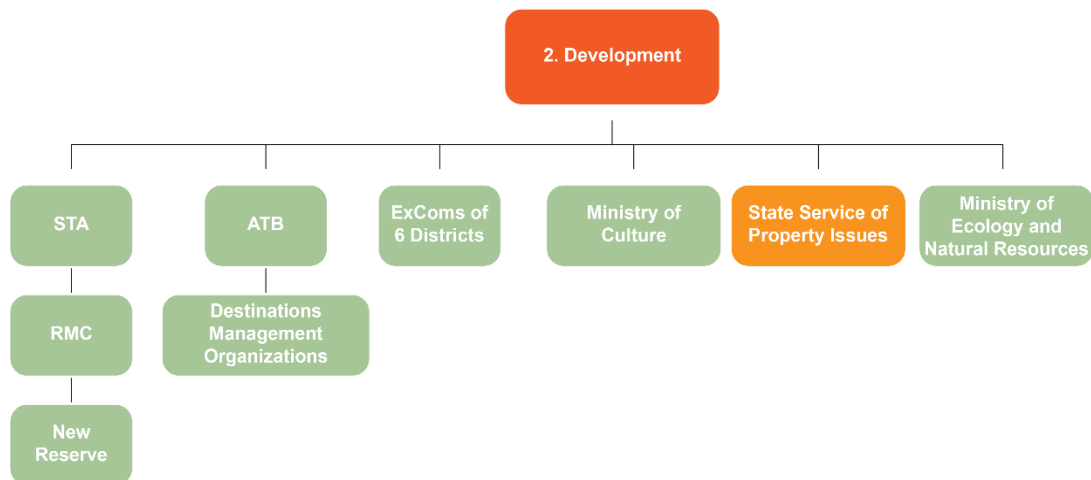 2. Development
STA
ATB
ExComs of
6 Districts
Ministry of
Culture
State Service of
Property Issues
Ministry of
Ecology and
Natural Resources
RMC
Destinations
Management
Organizations
New
Reserve